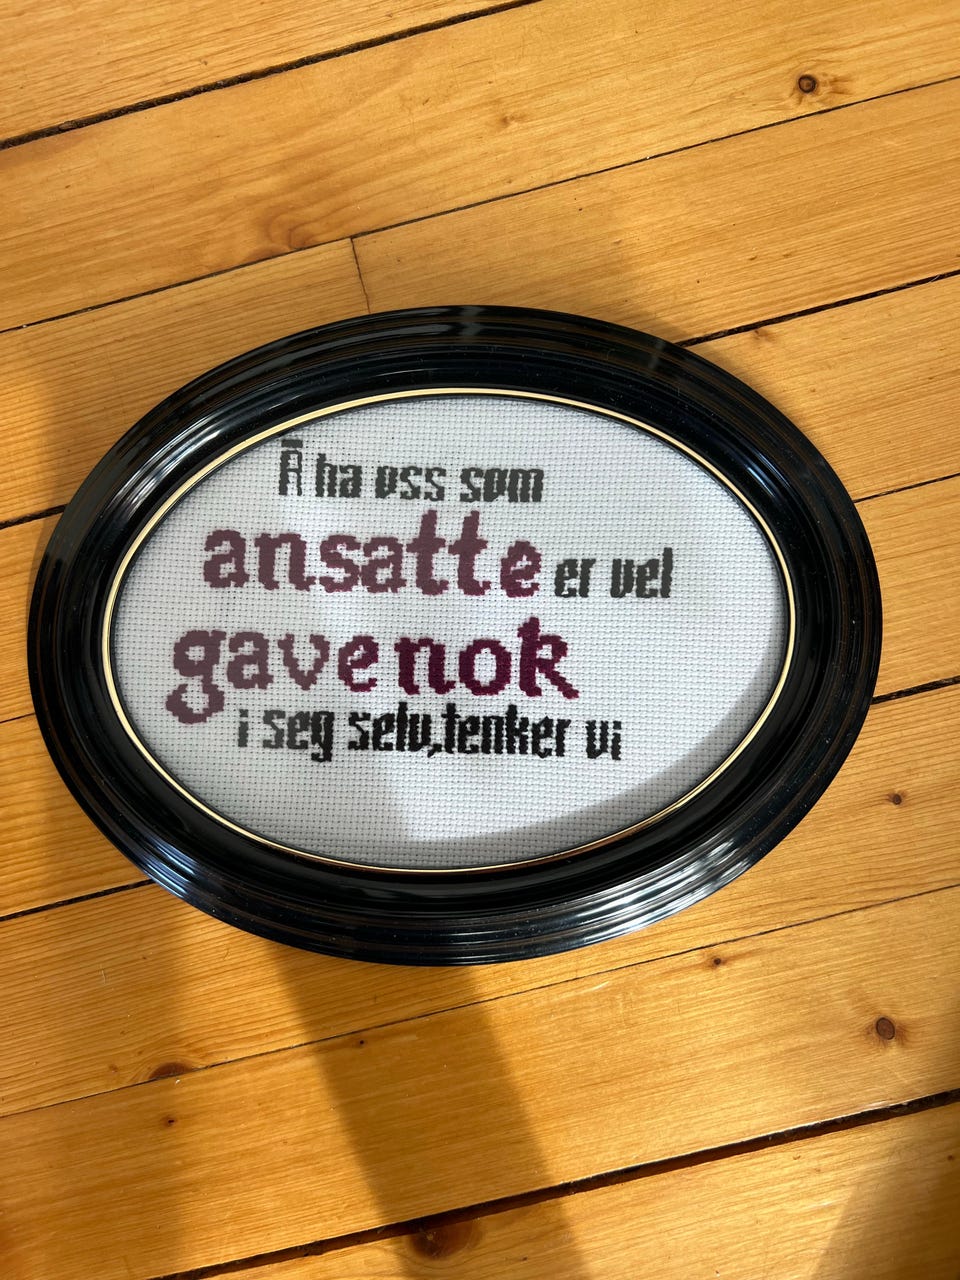 Å ha oss som
ansatte er vel
gave nok
i seg selv, tenker vi